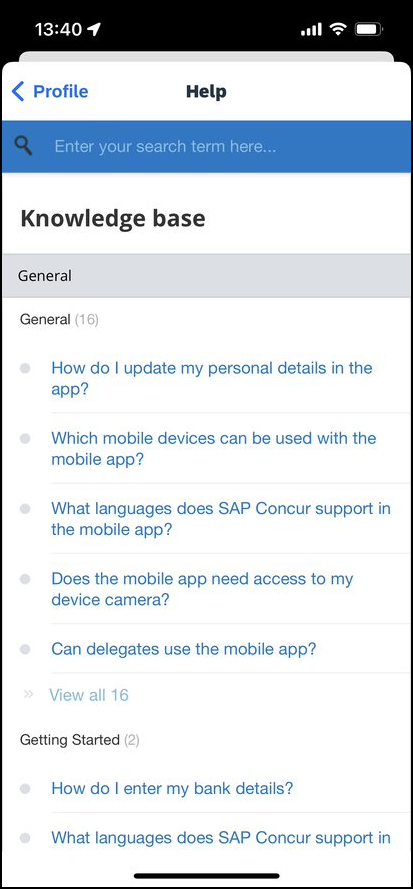 13:40
Profile
Help
Enter your search term here...
Knowledge base
General
General (16)
How do I update my personal details in the
app?
Which mobile devices can be used with the
mobile app?
What languages does SAP Concur support in
the mobile app?
Does the mobile app need access to my
device camera?
Can delegates use the mobile app?
» View all 16
Getting Started (2)
How do I enter my bank details?
What languages does SAP Concur support in